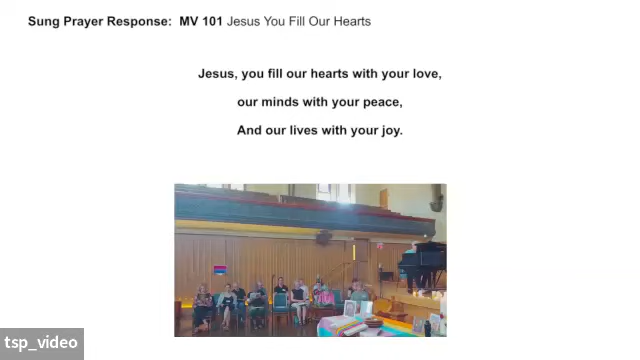 Sung Prayer Response: MV 101 Jesus You Fill Our Hearts
Jesus, you fill our hearts with your love,
our minds with your peace,
And our lives with your joy.
tsp_video